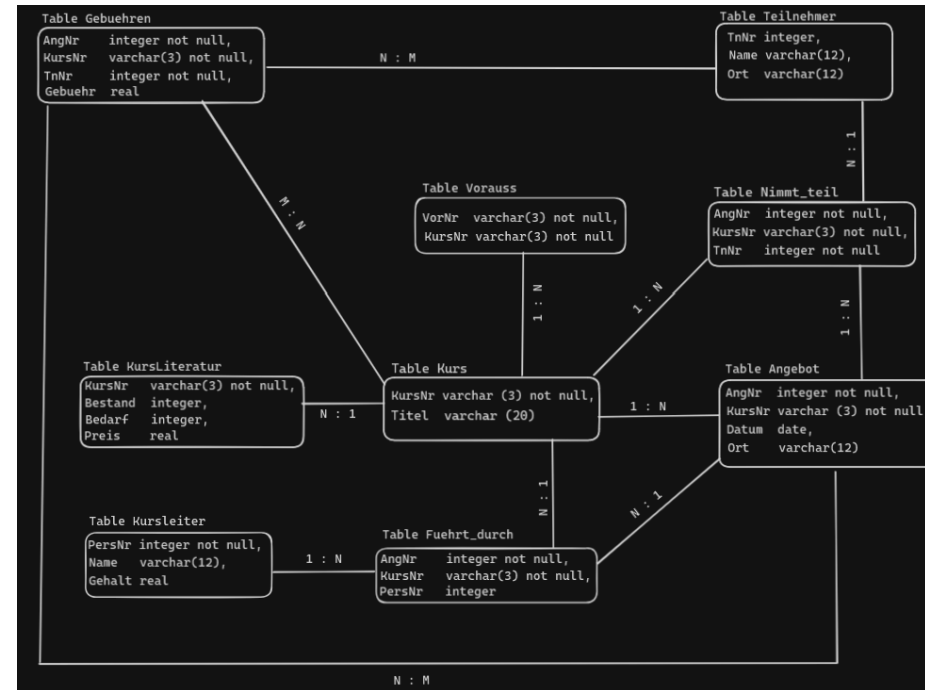 Table Gebuehren
AngNr integer not null,
KursNr varchar(3) not null,
TnNr integer not null,
Gebuehr real
N : M
Table Teilnehmer
TnNr integer,
Name varchar(12),
Ort varchar(12)
N : 1
M : N
Table Vorauss
VorNr varchar(3) not null,
KursNr varchar(3) not null
Table Nimmt_teil
AngNr integer not null,
KursNr varchar(3) not null,
TnNr integer not null
1 : N
1 : N
1 : N
Table KursLiteratur
KursNr varchar(3) not null,
Bestand integer,
Bedarf integer,
Preis real
N : 1
Table Kurs
KursNr varchar (3) not null,
Titel varchar (20)
1 : N
Table Angebot
AngNr integer not null,
KursNr varchar (3) not null
Datum date,
Ort varchar(12)
N : 1
N : 1
Table Kursleiter
PersNr integer not null,
Name varchar(12),
Gehalt real
1 : N
Table Fuehrt_durch
AngNr integer not null,
KursNr varchar(3) not null,
PersNr integer
N : M